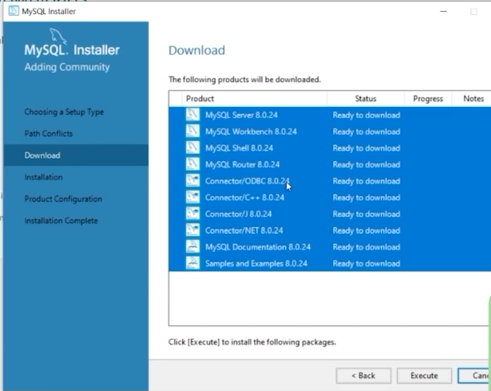 MySQL Installer
MySQL. Installer
Adding Community
Choosing a Setup Type
Path Conflicts
Download
Installation
Product Configuration
Installation Complete
Download
The following products will be downloaded.
Product Status Progress Notes
MySQL Server 8.0.24 Ready to download
MySQL Workbench 8.0.24 Ready to download
MySQL Shell 8.0.24 Ready to download
MySQL Router 8.0.24 Ready to download
Connector/ODBC 8.0.24 Ready to download
Connector/C++ 8.0.24 Ready to download
Connector/J 8.0.24 Ready to download
Connector/NET 8.0.24 Ready to download
MySQL Documentation 8.0.24 Ready to download
Samples and Examples 8.0.24 Ready to download
Click [Execute] to install the following packages.
< Back Execute Canc